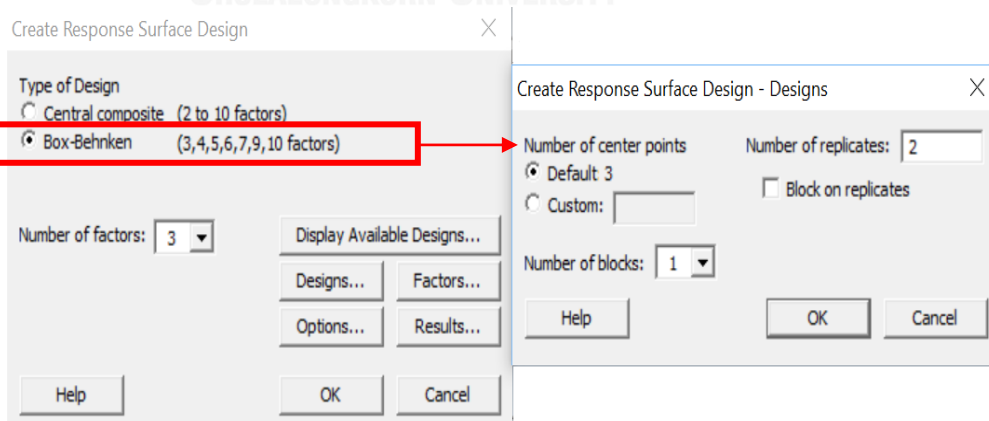 Create Response Surface Design
Type of Design
Central composite (2 to 10 factors)
Box-Behnken (3,4,5,6,7,9,10 factors)
Number of factors: 3
Display Available Designs...
Designs... Factors...
Options... Results...
Help OK Cancel
Create Response Surface Design - Designs
Number of center points
Default 3
Custom:
Number of replicates: 2
Block on replicates
Number of blocks: 1
Help OK Cancel